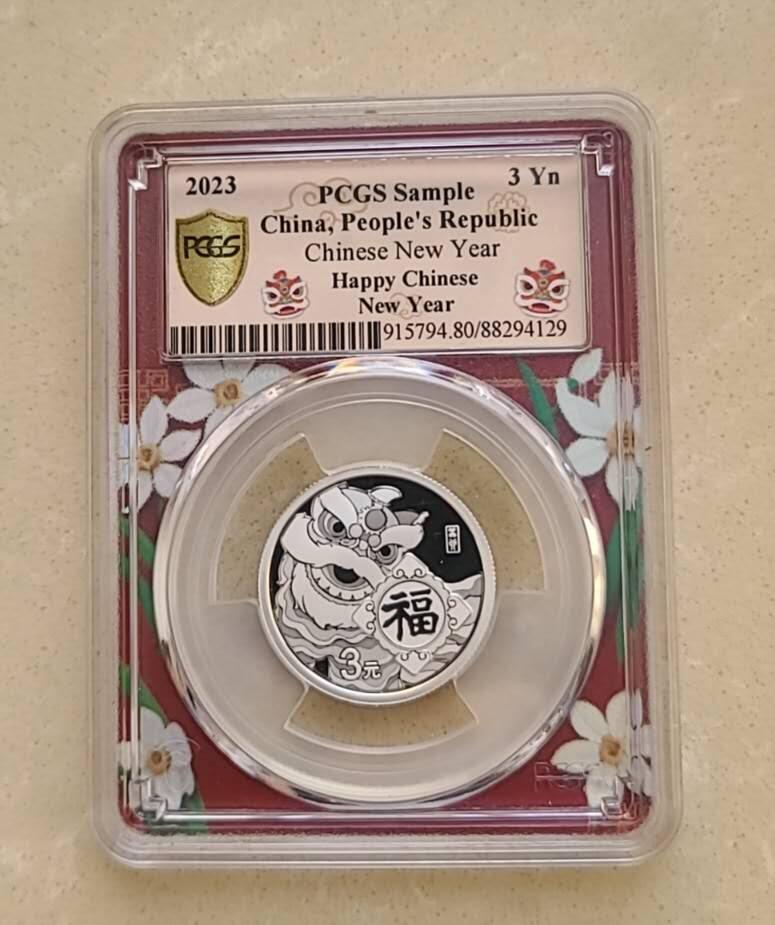 2023
3 Yn
PCGS Sample
China, People's Republic
Chinese New Year
Happy Chinese
New Year
PCGS
915794.80/88294129
福
3元
PCGS